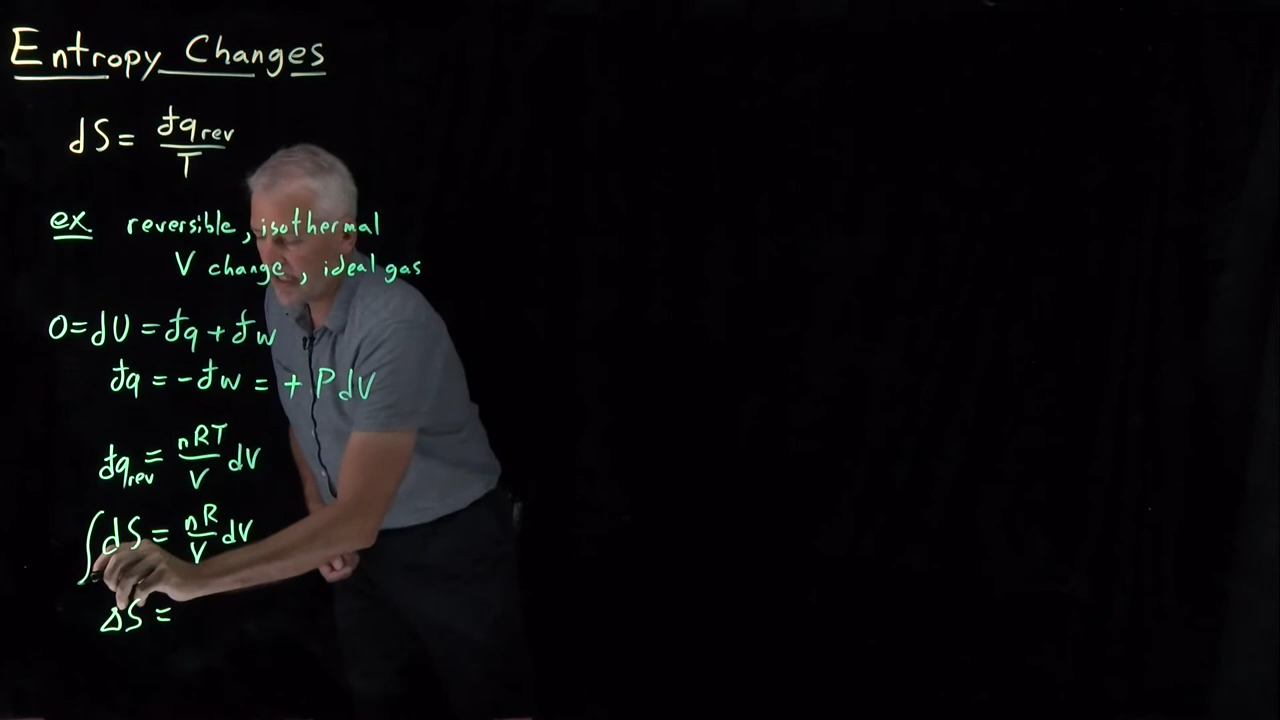 Entropy Changes
dS = đq_rev / T
ex reversible, isothermal
V change, ideal gas
0 = dU = đq + đw
đq = -đw = + P dV
đq_rev = nRT/V dV
∫ dS = nR/V dV
ΔS =